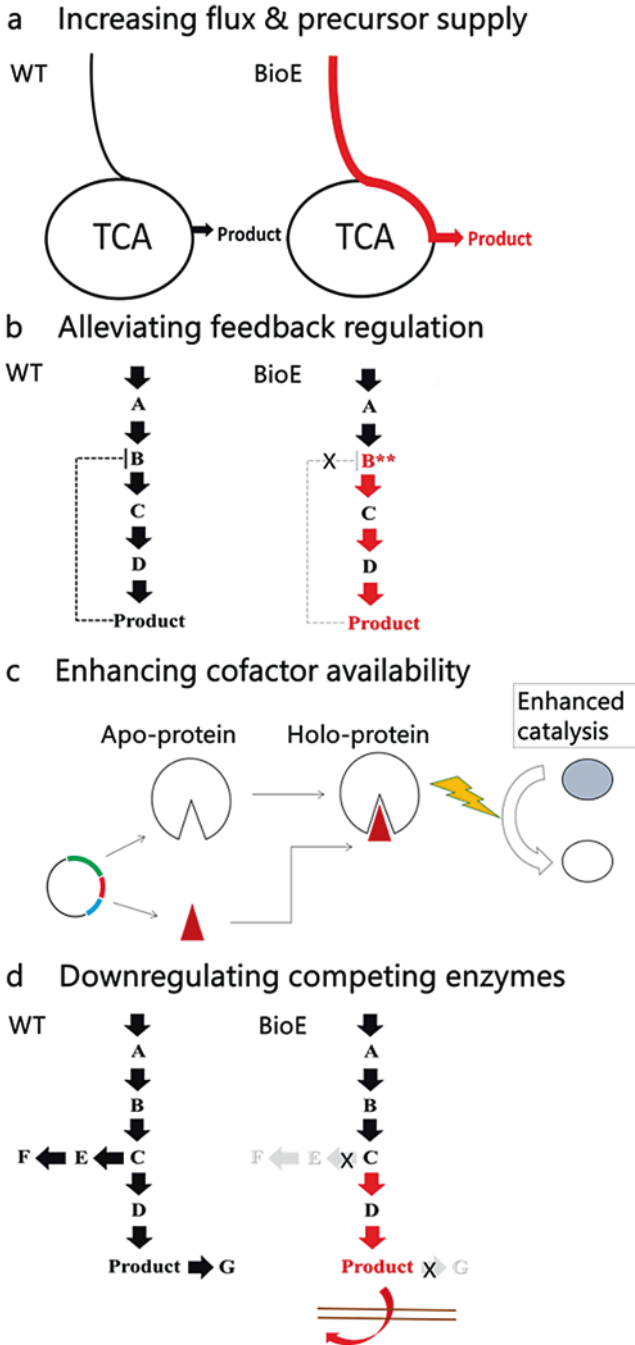 a Increasing flux & precursor supply
WT BioE
TCA Product TCA Product
b Alleviating feedback regulation
WT BioE
A A
B X B**
C C
D D
Product Product
c Enhancing cofactor availability
Enhanced
catalysis
Apo-protein Holo-protein
d Downregulating competing enzymes
WT BioE
A A
B B
F E C F E X C
D D
Product G Product X G